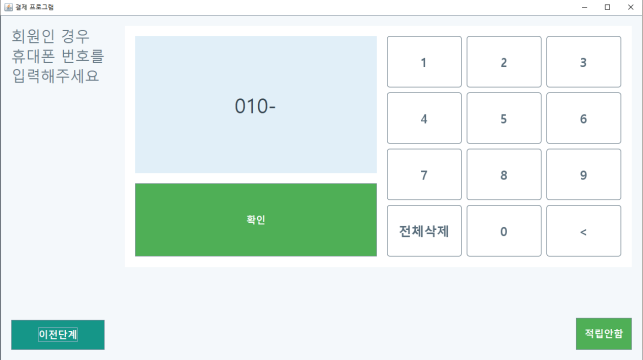 결제 프로그램
회원인 경우
휴대폰 번호를
입력해주세요
010-
확인
1 2 3
4 5 6
7 8 9
전체삭제 0 <
이전단계
적립안함